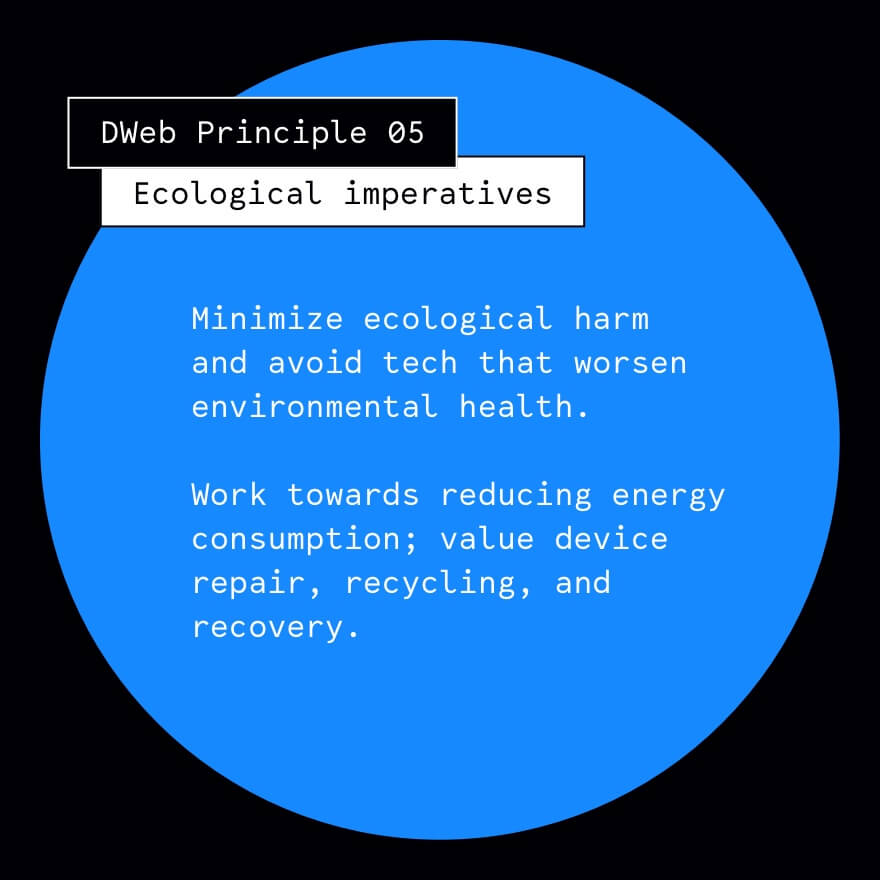 DWeb Principle 05
Ecological imperatives
Minimize ecological harm
and avoid tech that worsen
environmental health.
Work towards reducing energy
consumption; value device
repair, recycling, and
recovery.